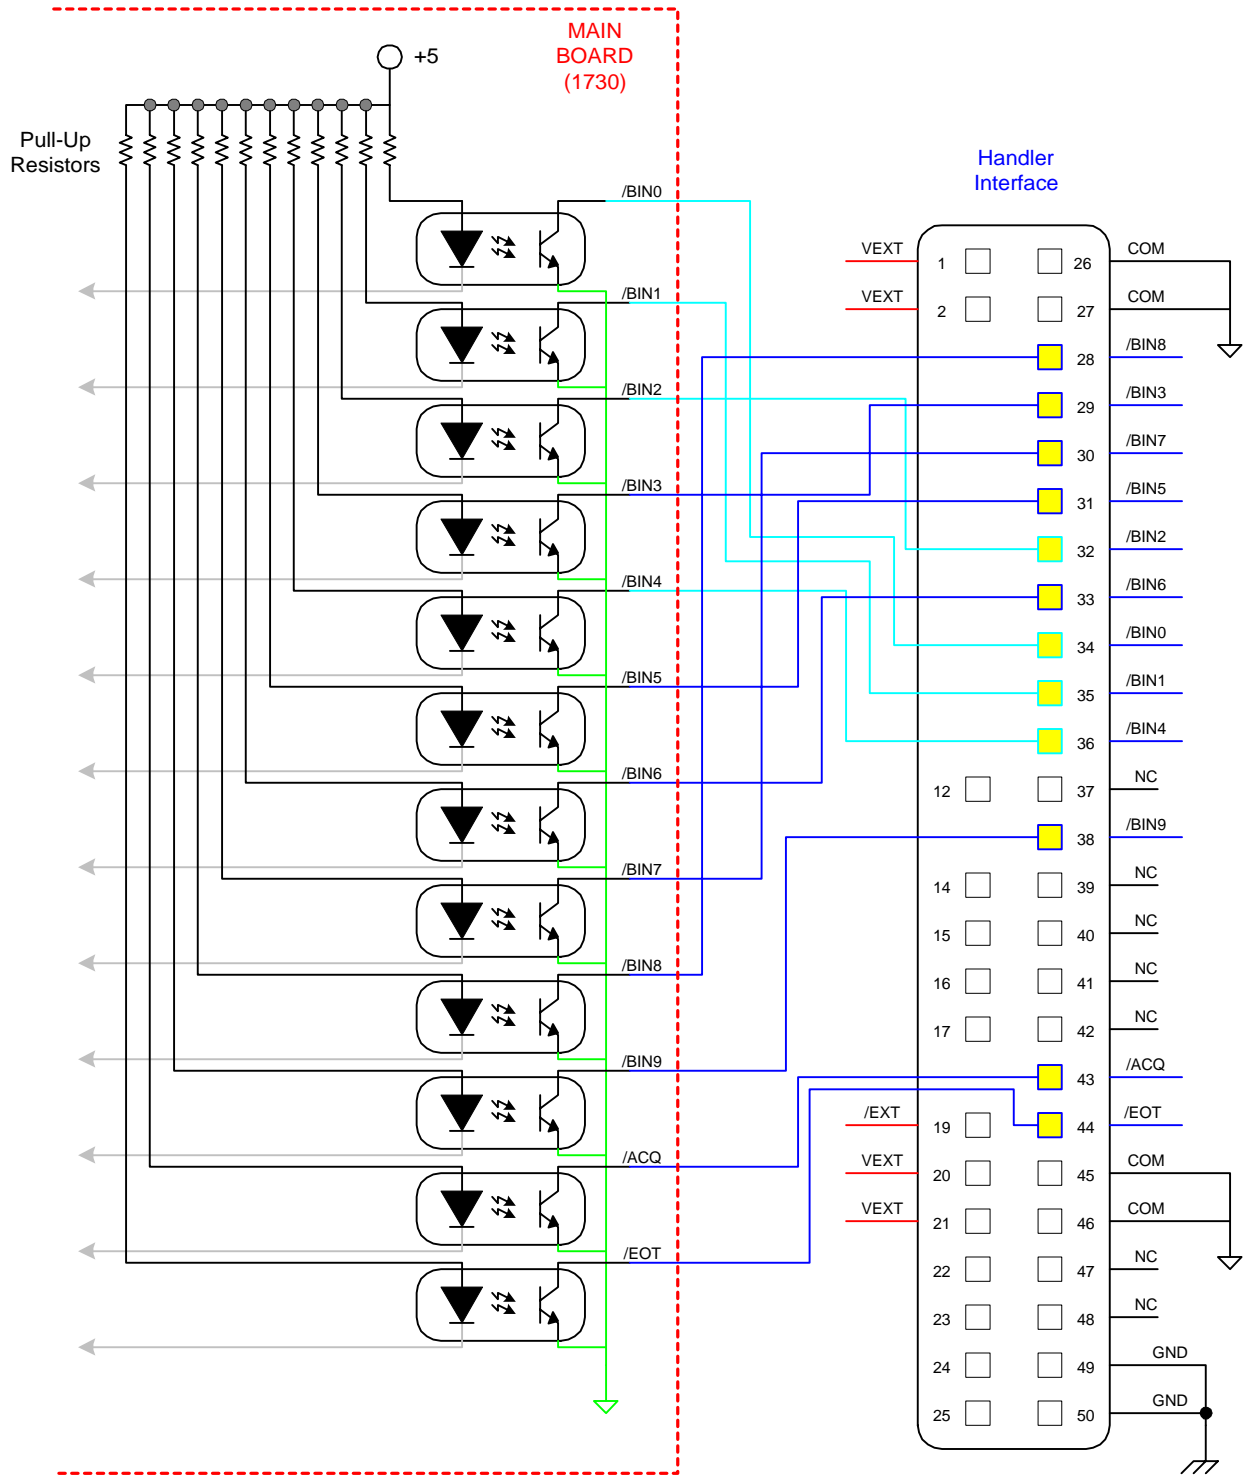 MAIN
BOARD
(1730)
+5
Pull-Up
Resistors
/BIN0
/BIN1
/BIN2
/BIN3
/BIN4
/BIN5
/BIN6
/BIN7
/BIN8
/BIN9
/ACQ
/EOT
Handler
Interface
VEXT 1 26 COM
VEXT 2 27 COM
28 /BIN8
29 /BIN3
30 /BIN7
31 /BIN5
32 /BIN2
33 /BIN6
34 /BIN0
35 /BIN1
36 /BIN4
12 37 NC
38 /BIN9
14 39 NC
15 40 NC
16 41 NC
17 42 NC
43 /ACQ
/EXT 19 44 /EOT
VEXT 20 45 COM
VEXT 21 46 COM
22 47 NC
23 48 NC
24 49 GND
25 50 GND